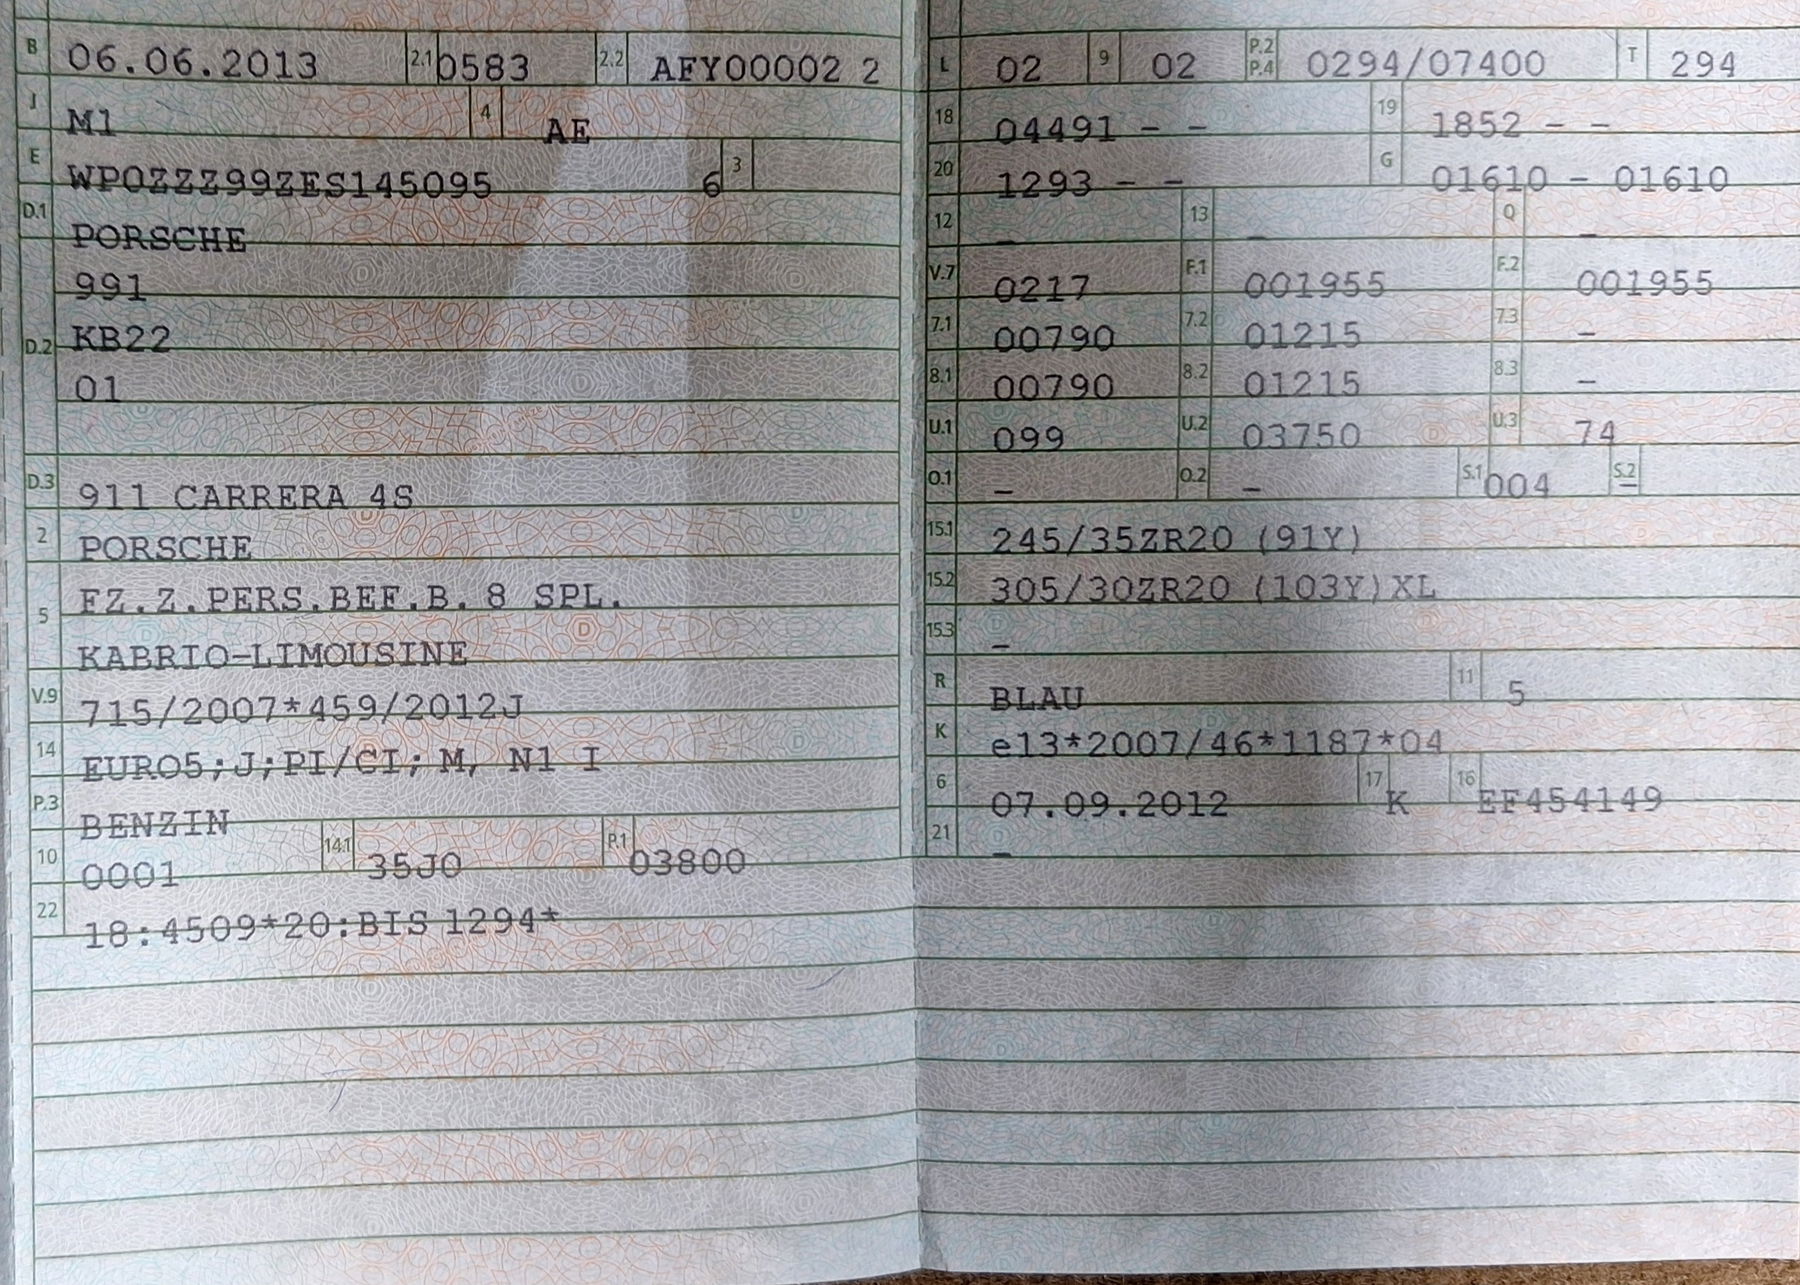 B 06.06.2013 2.1 0583 2.2 AFY00002 2
J M1 4 AE
E WP0ZZZ99ZES145095 6 3
D.1 PORSCHE
991
D.2 KB22
01
D.3 911 CARRERA 4S
2 PORSCHE
5 FZ.Z.PERS.BEF.B. 8 SPL.
KABRIO-LIMOUSINE
V.9 715/2007*459/2012J
14 EURO5;J;PI/CI; M, N1 I
P.3 BENZIN
10 0001 14.1 35J0 P.1 03800
22 18:4509*20:BIS 1294*
L 02 9 02 P.2 P.4 0294/07400 T 294
18 04491 - - 19 1852 - -
20 1293 - - G 01610 - 01610
12 - 13 - Q -
V.7 0217 F.1 001955 F.2 001955
7.1 00790 7.2 01215 7.3 -
8.1 00790 8.2 01215 8.3 -
U.1 099 U.2 03750 U.3 74
O.1 - O.2 - S.1 004 S.2 -
15.1 245/35ZR20 (91Y)
15.2 305/30ZR20 (103Y)XL
15.3 -
R BLAU 11 5
K e13*2007/46*1187*04
6 07.09.2012 17 K 16 EF454149
21 -